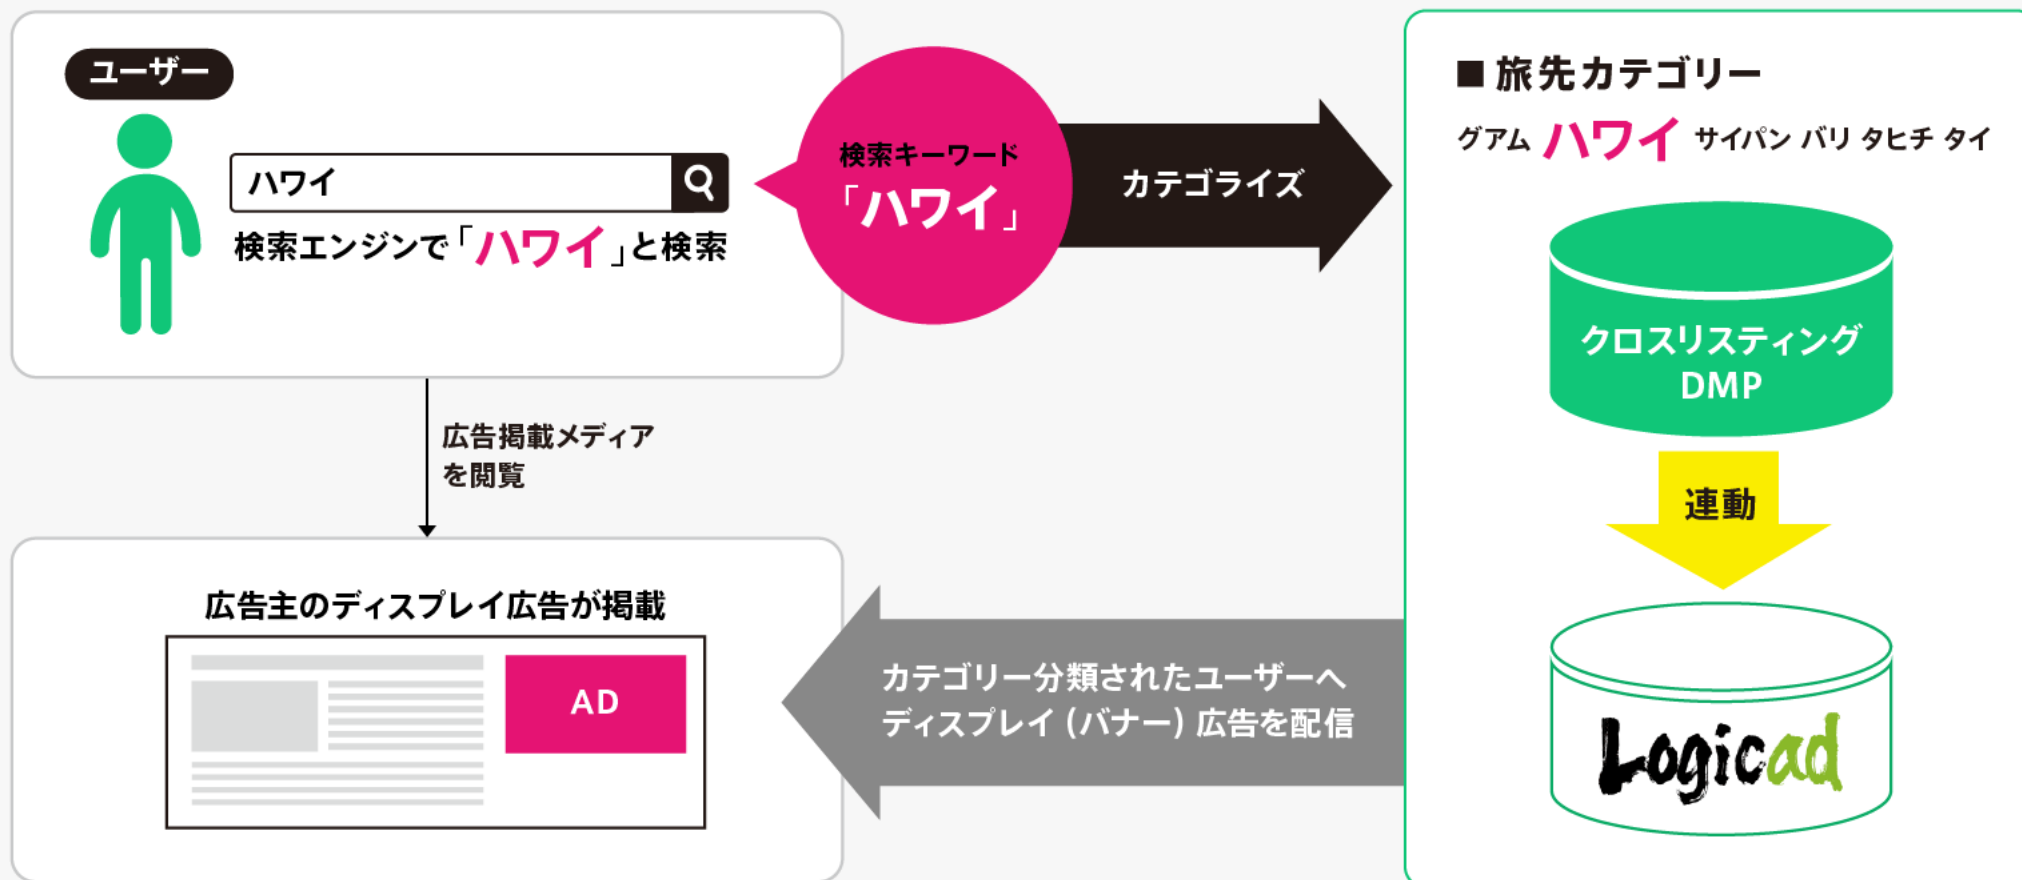 ユーザー
ハワイ
検索エンジンで「ハワイ」と検索
検索キーワード
「ハワイ」
カテゴライズ
■ 旅先カテゴリー
グアム ハワイ サイパン バリ タヒチ タイ
クロスリスティング
DMP
連動
Logicad
カテゴリー分類されたユーザーへ
ディスプレイ (バナー) 広告を配信
広告掲載メディア
を閲覧
広告主のディスプレイ広告が掲載
AD